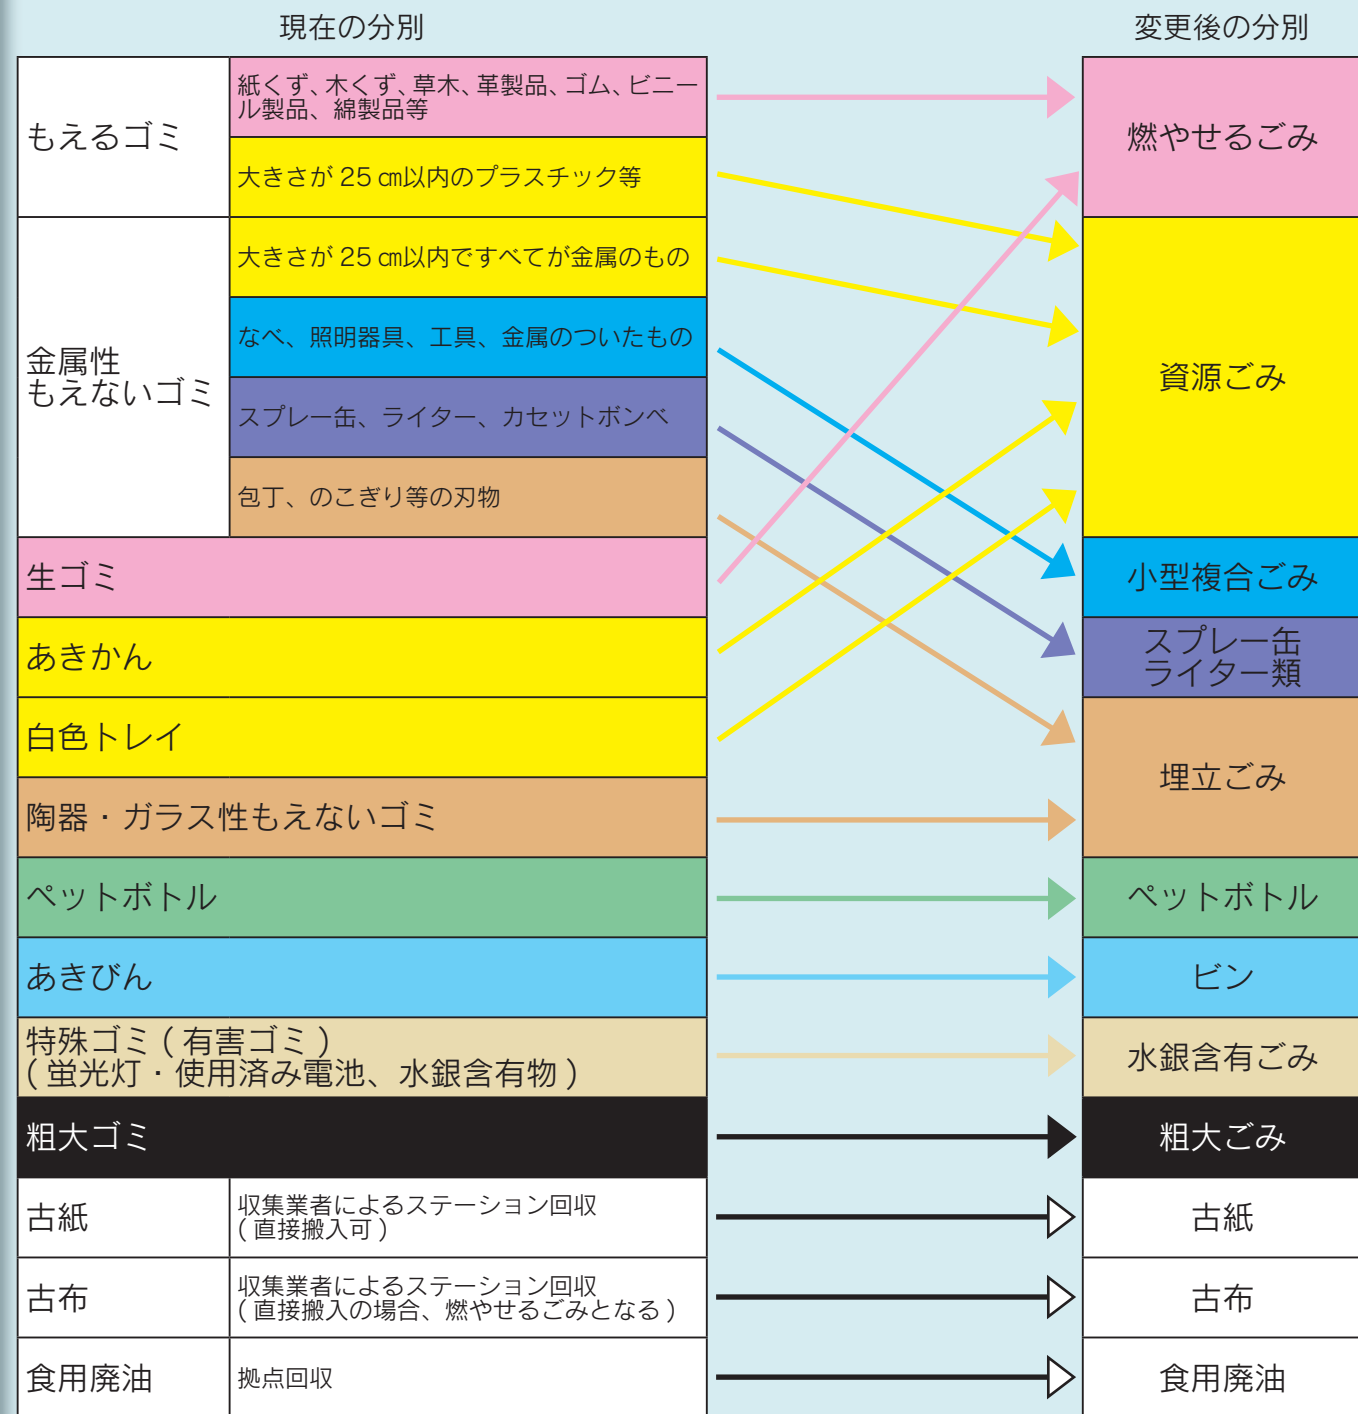 現在の分別
変更後の分別
もえるゴミ
紙くず、木くず、草木、革製品、ゴム、ビニー
ル製品、綿製品等
大きさが 25 ㎝以内のプラスチック等
金属性
もえないゴミ
大きさが 25 ㎝以内ですべてが金属のもの
なべ、照明器具、工具、金属のついたもの
スプレー缶、ライター、カセットボンベ
包丁、のこぎり等の刃物
生ゴミ
あきかん
白色トレイ
陶器・ガラス性もえないゴミ
ペットボトル
あきびん
特殊ゴミ ( 有害ゴミ )
( 蛍光灯・使用済み電池、水銀含有物 )
粗大ゴミ
古紙
収集業者によるステーション回収
( 直接搬入可 )
古布
収集業者によるステーション回収
( 直接搬入の場合、燃やせるごみとなる )
食用廃油
拠点回収
燃やせるごみ
資源ごみ
小型複合ごみ
スプレー缶
ライター類
埋立ごみ
ペットボトル
ビン
水銀含有ごみ
粗大ごみ
古紙
古布
食用廃油